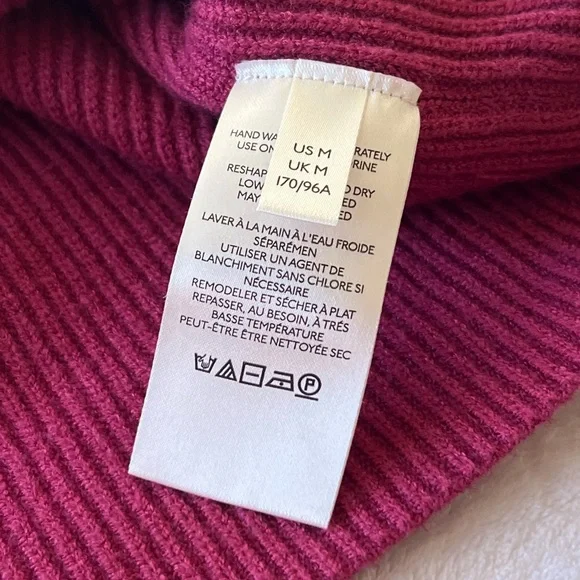 US M
UK M
170/96A
HAND WA RATELY
USE ON RINE
RESHAP D DRY
LOW
MAY ED
LAVER À LA MAIN À L'EAU FROIDE
SÉPARÉMEN
UTILISER UN AGENT DE
BLANCHIMENT SANS CHLORE SI
NÉCESSAIRE
REMODELER ET SÉCHER À PLAT
REPASSER, AU BESOIN, À TRÉS
BASSE TEMPÉRATURE
PEUT-ÊTRE ÊTRE NETTOYÉE SEC
P